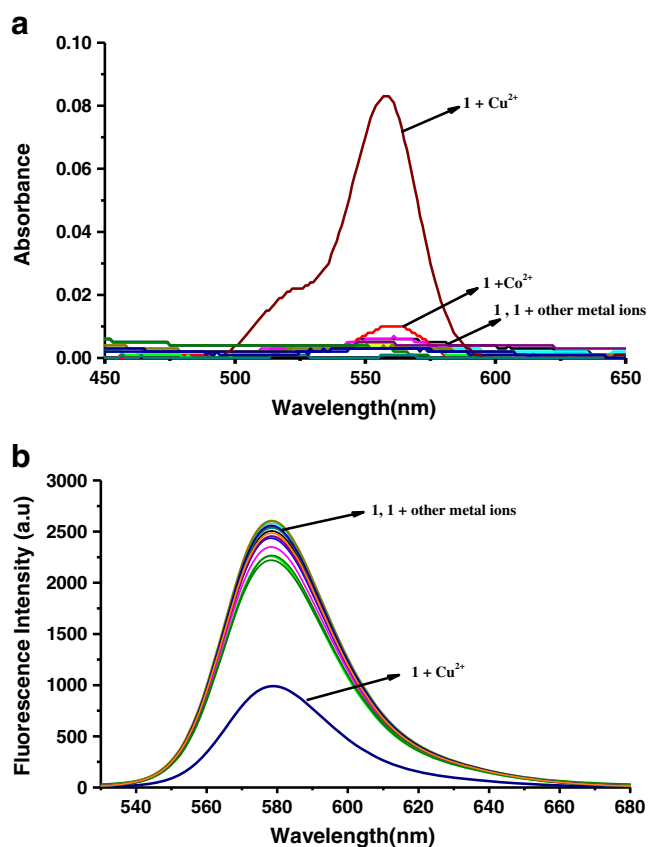 a
0.10
0.08
0.06
0.04
0.02
0.00
Absorbance
1 + Cu²⁺
1 +Co²⁺
1 , 1 + other metal ions
450 500 550 600 650
Wavelength(nm)
b
3000
2500
2000
1500
1000
500
0
Fluorescence Intensity (a.u)
1, 1 + other metal ions
1 + Cu²⁺
540 560 580 600 620 640 660 680
Wavelength(nm)